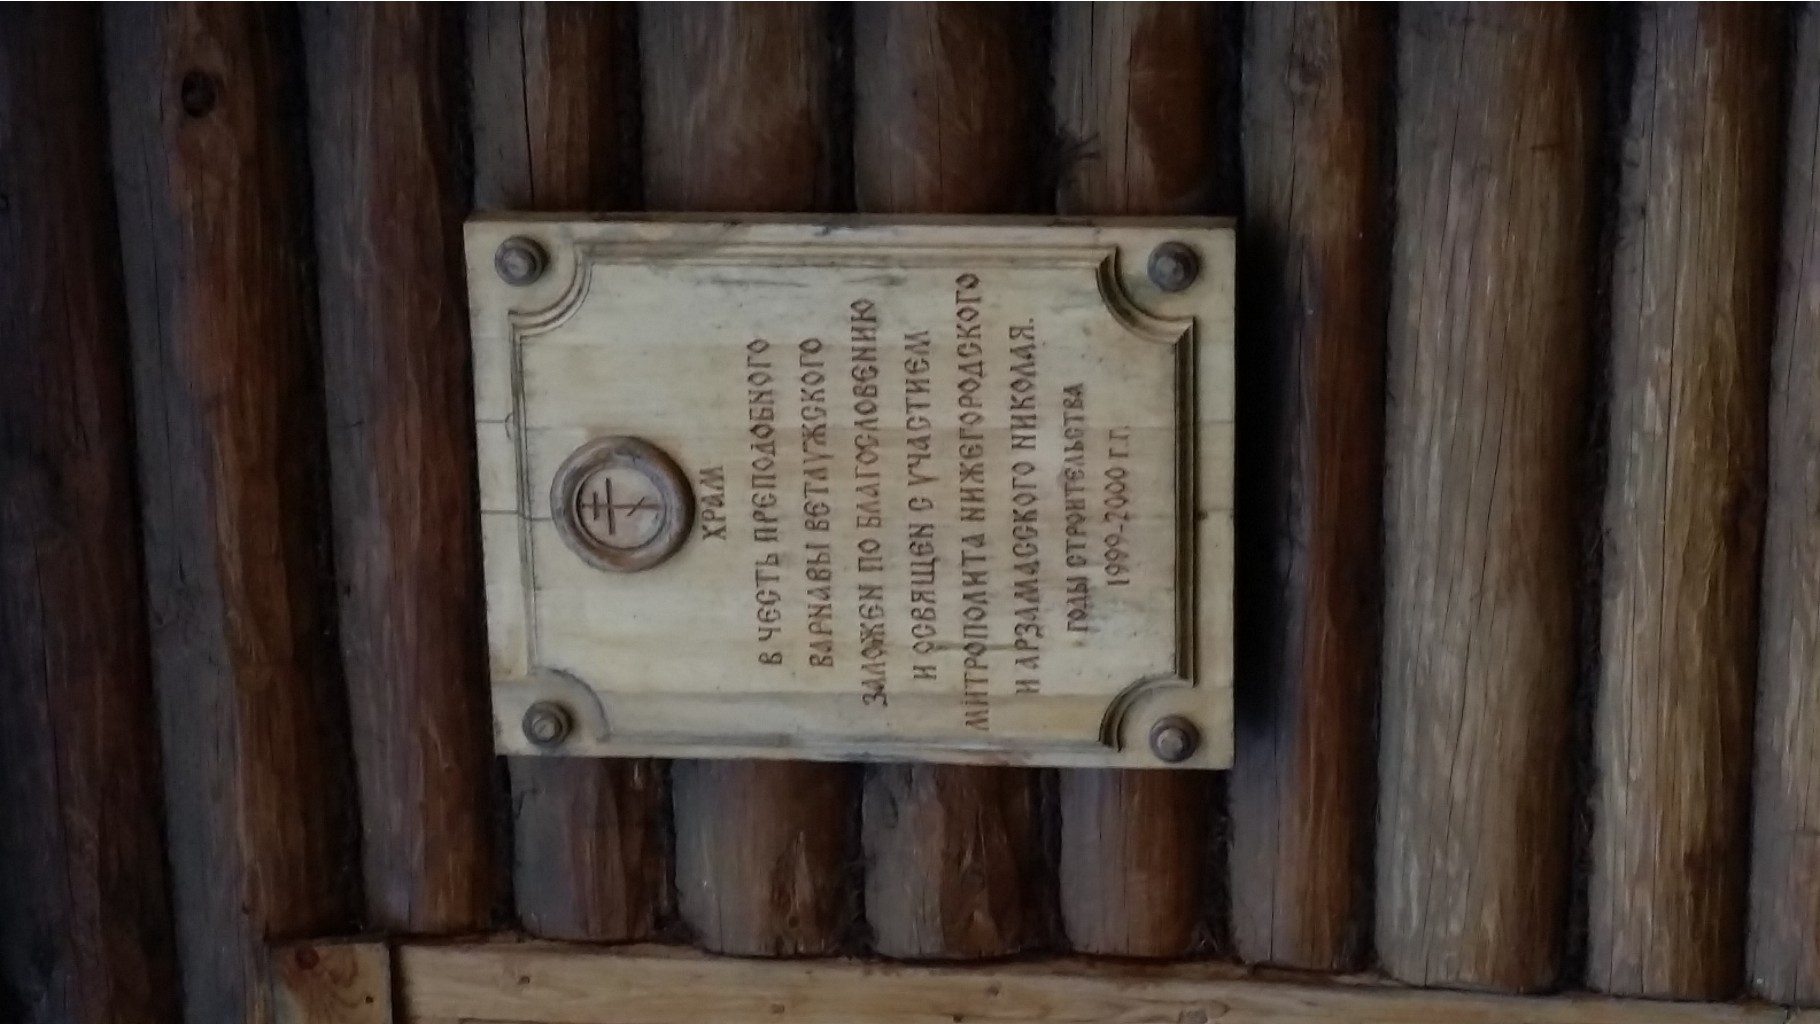 ХРАМ
В ЧЕСТЬ ПРЕПОДОБНОГО
ВАРНАВЫ ВЕТЛУЖСКОГО
ЗАЛОЖЕН ПО БЛАГОСЛОВЕНИЮ
И ОСВЯЩЕН С УЧАСТИЕМ
МИТРОПОЛИТА НИЖЕГОРОДСКОГО
И АРЗАМАССКОГО НИКОЛАЯ.
ГОДЫ СТРОИТЕЛЬСТВА
1999-2000 Г.Г.